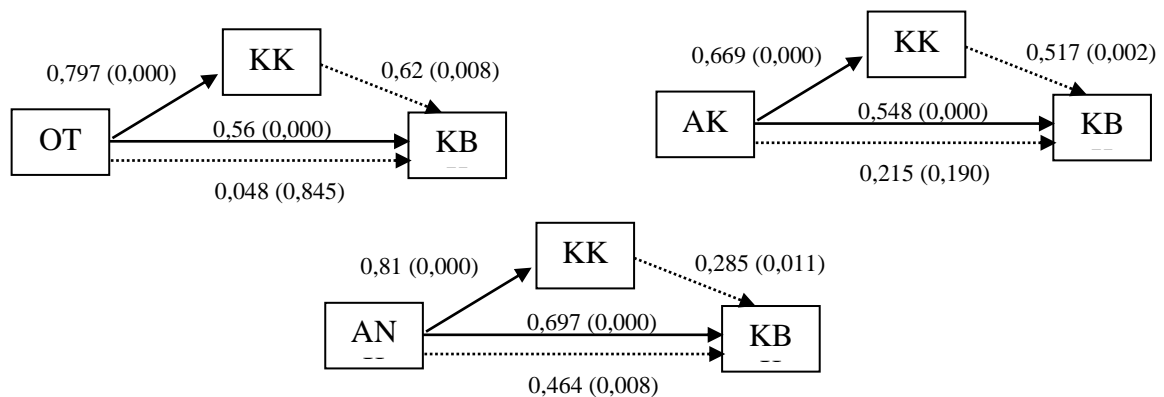 KK
0,797 (0,000)
0,62 (0,008)
OT
0,56 (0,000)
KB
0,048 (0,845)
KK
0,669 (0,000)
0,517 (0,002)
AK
0,548 (0,000)
KB
0,215 (0,190)
KK
0,81 (0,000)
0,285 (0,011)
AN
0,697 (0,000)
KB
0,464 (0,008)